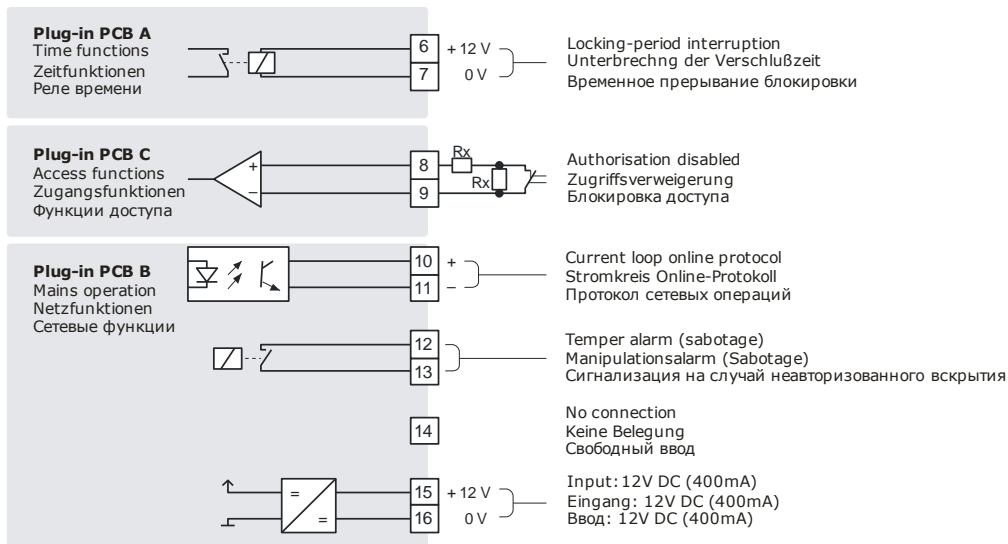 Plug-in PCB A
Time functions
Zeitfunktionen
Реле времени
6 + 12 V
7 0 V
Locking-period interruption
Unterbrechng der Verschlußzeit
Временное прерывание блокировки
Plug-in PCB C
Access functions
Zugangsfunktionen
Функции доступа
+
−
8 Rx
9 Rx
Authorisation disabled
Zugriffsverweigerung
Блокировка доступа
Plug-in PCB B
Mains operation
Netzfunktionen
Сетевые функции
10 +
11 −
Current loop online protocol
Stromkreis Online-Protokoll
Протокол сетевых операций
12
13
Temper alarm (sabotage)
Manipulationsalarm (Sabotage)
Сигнализация на случай неавторизованного вскрытия
14
No connection
Keine Belegung
Свободный ввод
=
=
15 + 12 V
16 0 V
Input: 12V DC (400mA)
Eingang: 12V DC (400mA)
Ввод: 12V DC (400mA)